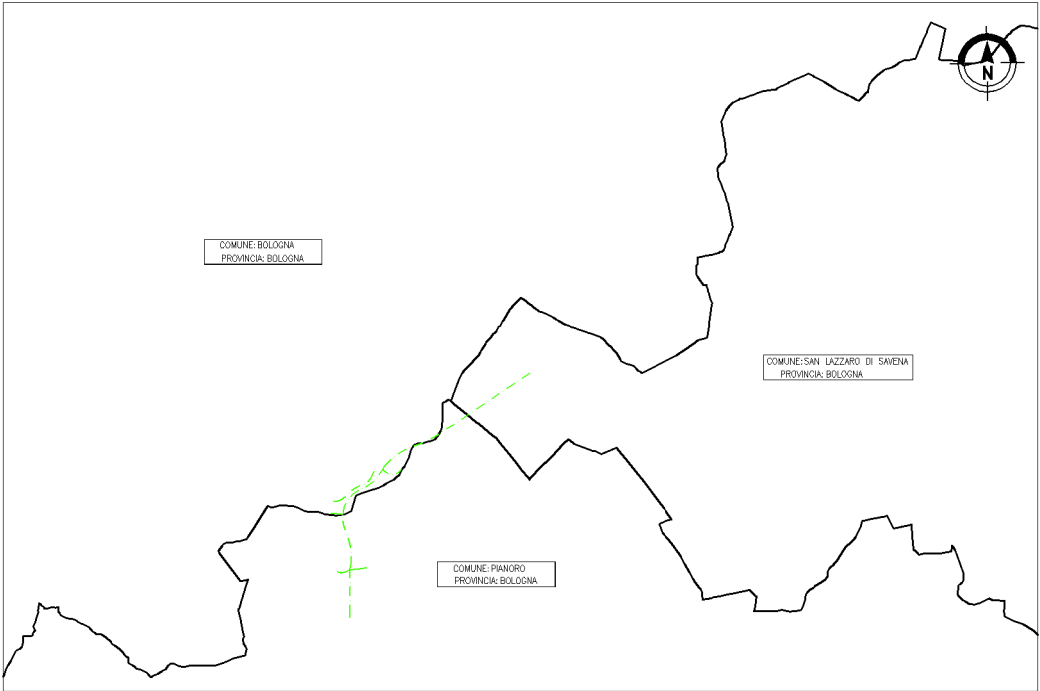 N
COMUNE: BOLOGNA
PROVINCIA: BOLOGNA
COMUNE: SAN LAZZARO DI SAVENA
PROVINCIA: BOLOGNA
COMUNE: PIANORO
PROVINCIA: BOLOGNA